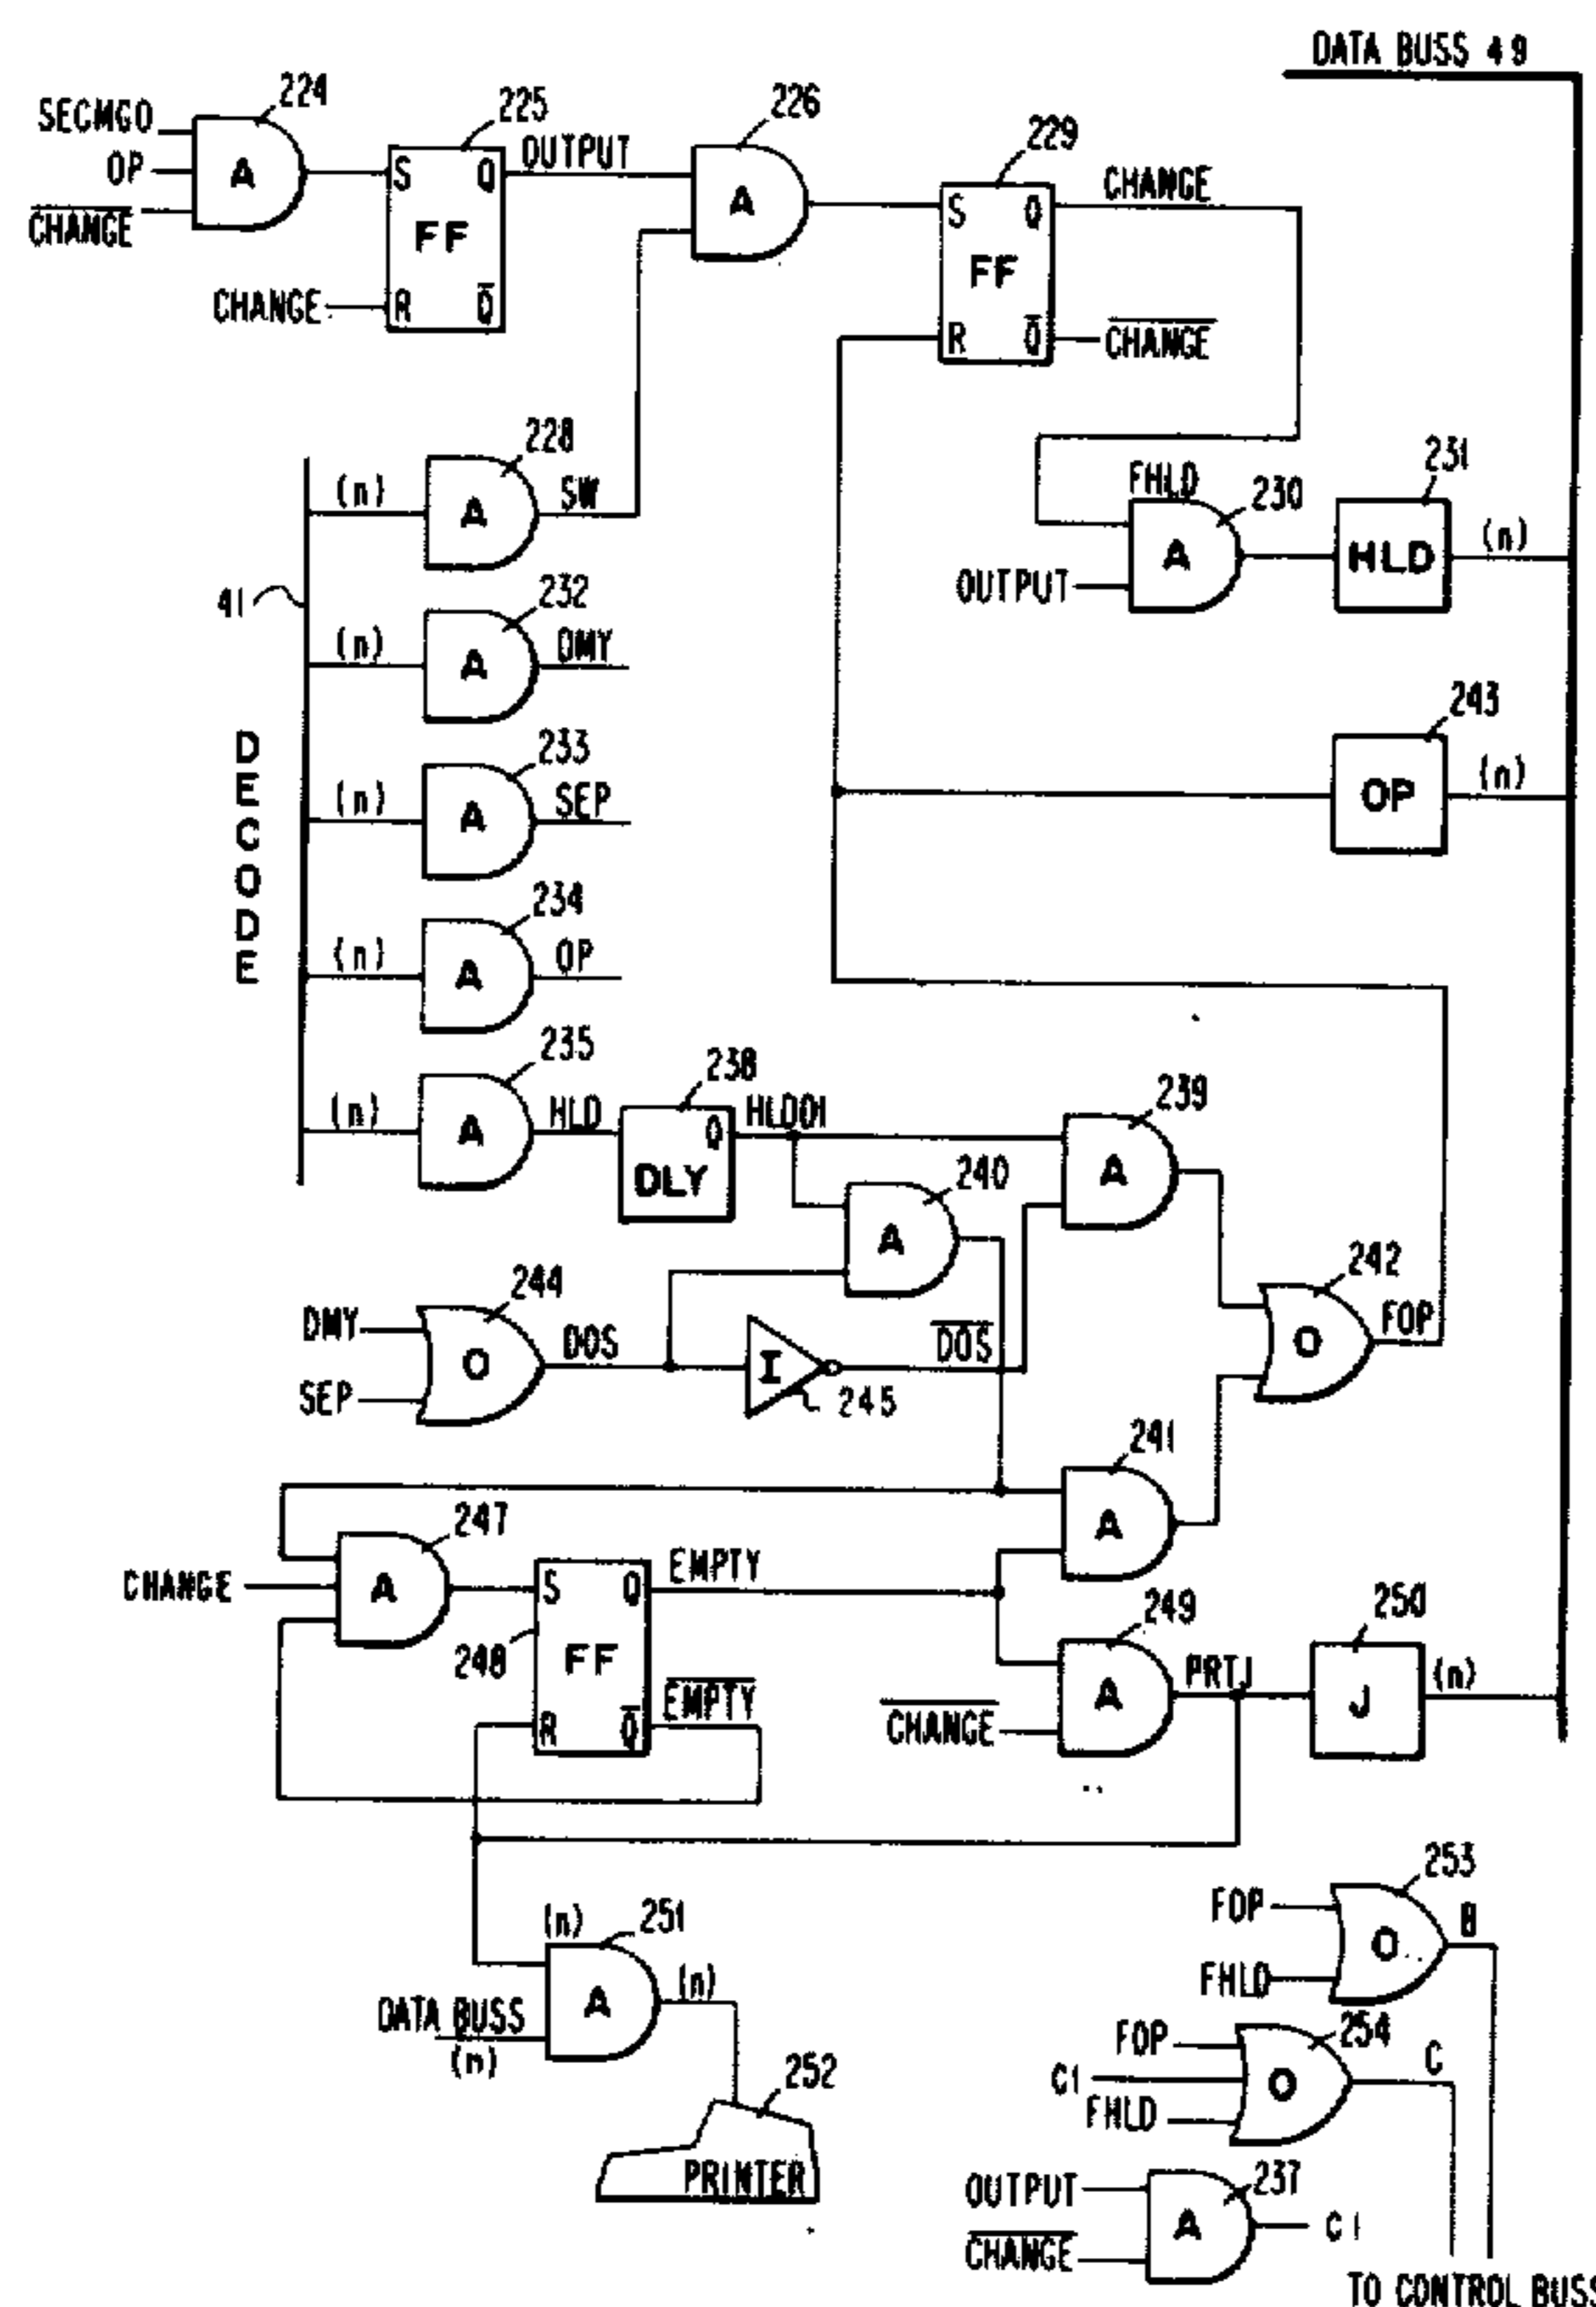 DATA BUSS 49
224
SECMGO
OP
CHANGE
A
225
S
Q
FF
R
Q
CHANGE
OUTPUT
226
A
229
S
Q
FF
R
Q
CHANGE
CHANGE
228
(n)
A
SW
FHLD
230
A
OUTPUT
231
HLD
(n)
41
232
(n)
A
DMY
243
OP
(n)
DECODE
233
(n)
A
SEP
234
(n)
A
OP
235
(n)
A
HLD
238
Q
DLY
HLD01
239
A
240
A
244
DMY
SEP
O
DOS
I
245
DOS
242
O
FOP
241
A
247
CHANGE
A
248
S
Q
FF
R
Q
EMPTY
EMPTY
249
A
CHANGE
PRTJ
250
J
(n)
251
(n)
A
(n)
DATA BUSS
(n)
252
PRINTER
253
FOP
FHLD
O
B
254
FOP
C1
FHLD
O
C
237
OUTPUT
CHANGE
A
C1
TO CONTROL BUSS